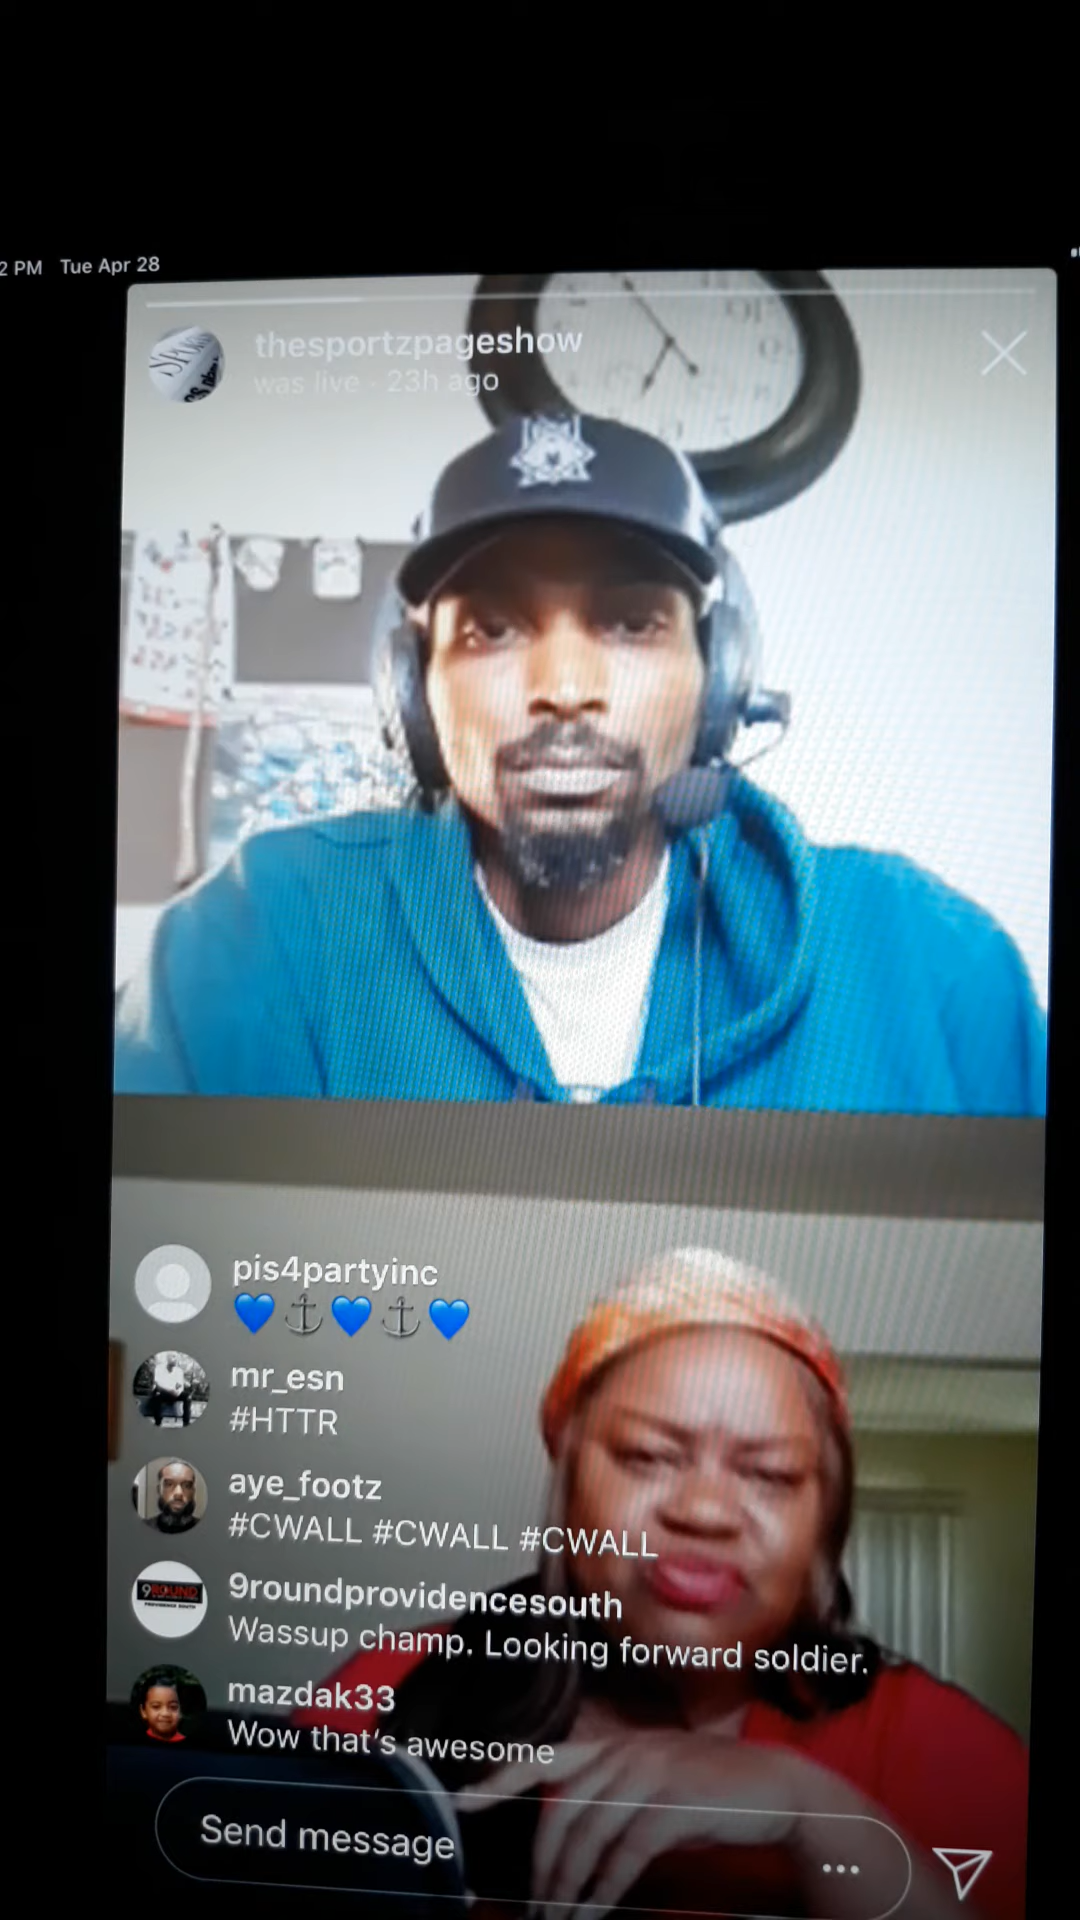 2 PM Tue Apr 28
thesportzpageshow
was live · 23h ago
pis4partyinc
💙⚓💙⚓💙
mr_esn
#HTTR
aye_footz
#CWALL #CWALL #CWALL
9ROUND
9roundprovidencesouth
Wassup champ. Looking forward soldier.
mazdak33
Wow that's awesome
Send message